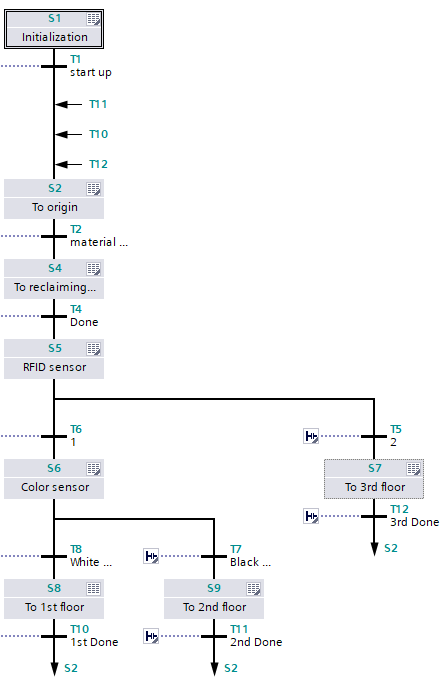 S1
Initialization
T1
start up
T11
T10
T12
S2
To origin
T2
material ...
S4
To reclaiming...
T4
Done
S5
RFID sensor
T6
1
T5
2
S6
Color sensor
S7
To 3rd floor
T12
3rd Done
S2
T8
White ...
T7
Black ...
S8
To 1st floor
S9
To 2nd floor
T10
1st Done
T11
2nd Done
S2
S2